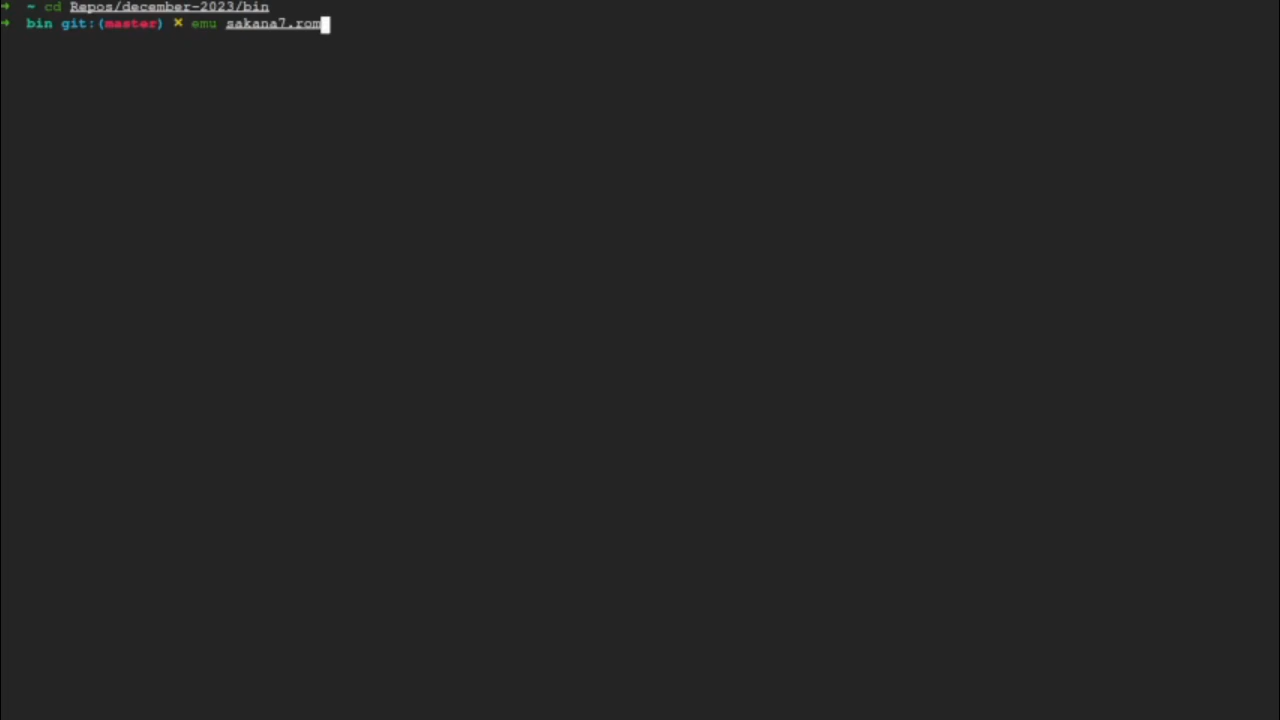 ➜  ~ cd Repos/december-2023/bin
➜  bin git:(master) ✗ emu sakana7.rom